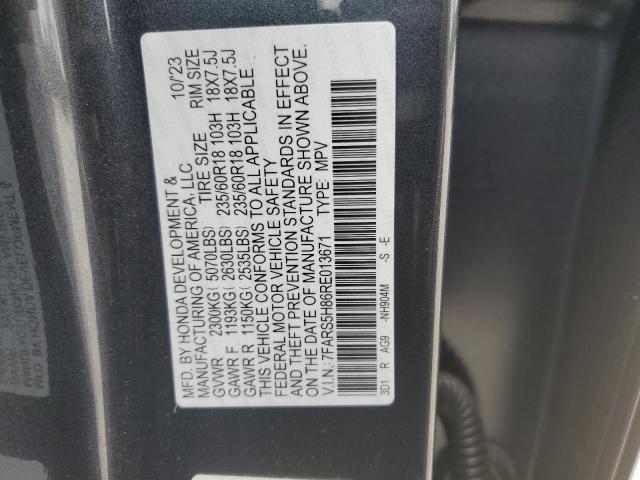 MFD. BY HONDA DEVELOPMENT &
MANUFACTURING OF AMERICA, LLC 10/'23
TIRE SIZE RIM SIZE
GVWR 2300KG ( 5070LBS)
GAWR F 1193KG ( 2630LBS) 235/60R18 103H 18X7.5J
GAWR R 1150KG ( 2535LBS) 235/60R18 103H 18X7.5J
THIS VEHICLE CONFORMS TO ALL APPLICABLE
FEDERAL MOTOR VEHICLE SAFETY
AND THEFT PREVENTION STANDARDS IN EFFECT
ON THE DATE OF MANUFACTURE SHOWN ABOVE.
V.I.N.: 7FARS5H86RE013671 TYPE: MPV
3D1 R AG9 -NH904M -S -E